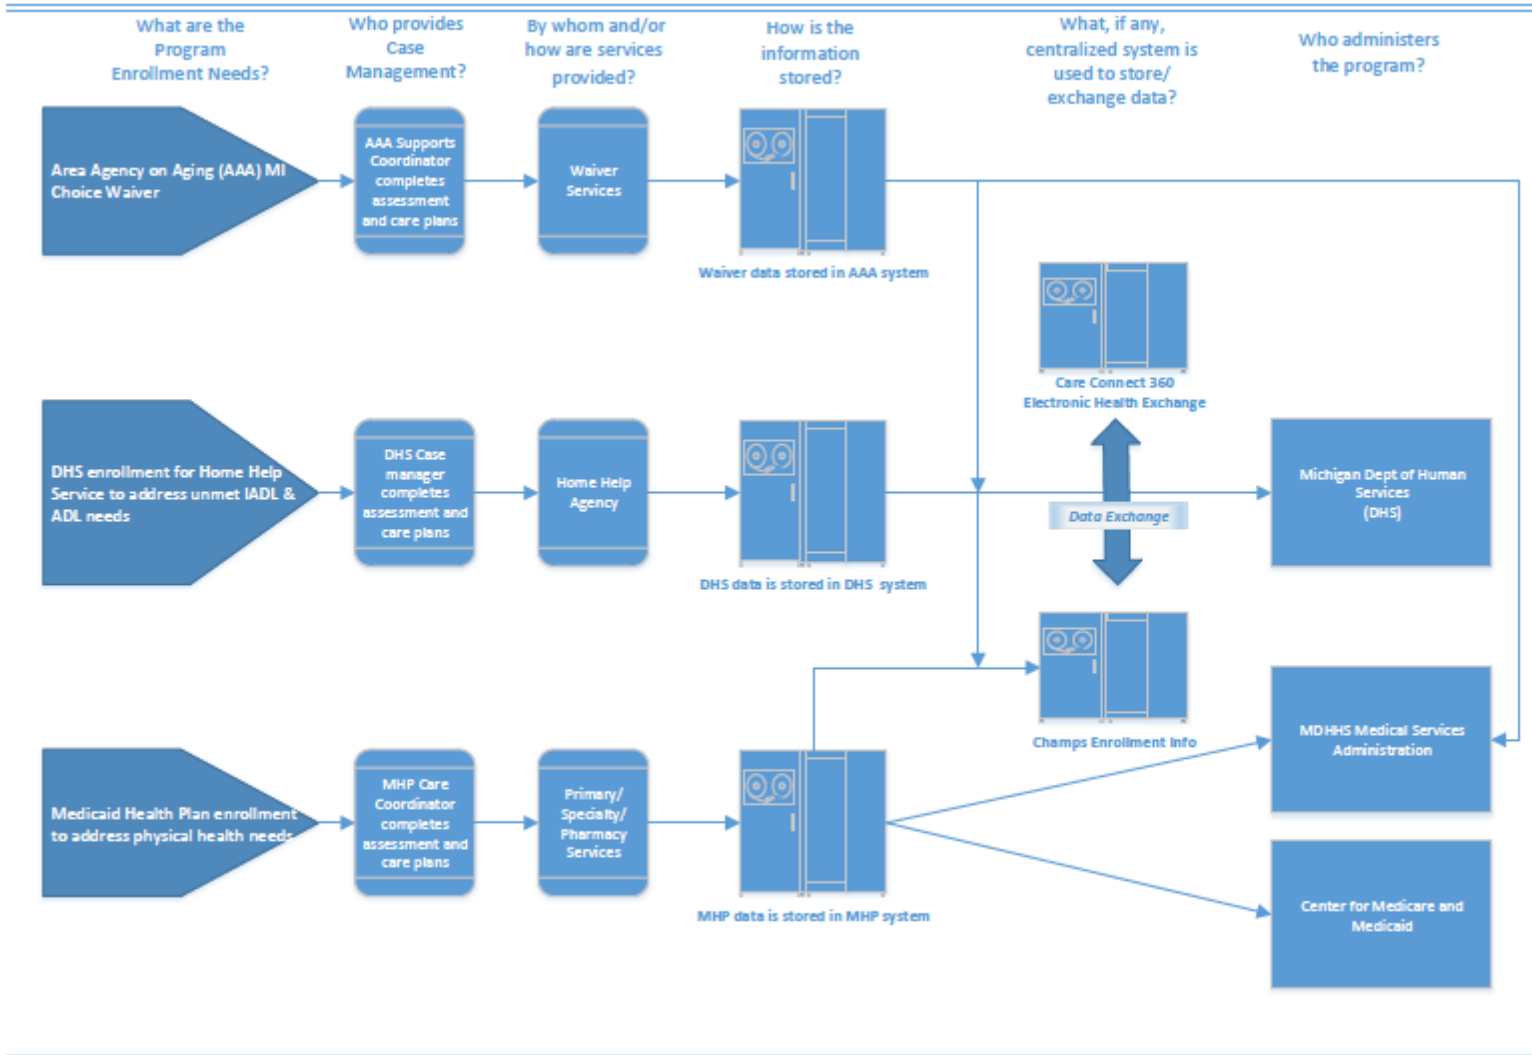 What are the
Program
Enrollment Needs?
Who provides
Case
Management?
By whom and/or
how are services
provided?
How is the
information
stored?
What, if any,
centralized system is
used to store/
exchange data?
Who administers
the program?
Area Agency on Aging (AAA) MI
Choice Waiver
AAA Supports
Coordinator
completes
assessment
and care plans
Waiver
Services
Waiver data stored in AAA system
Care Connect 360
Electronic Health Exchange
DHS enrollment for Home Help
Service to address unmet IADL &
ADL needs
DHS Case
manager
completes
assessment and
care plans
Home Help
Agency
DHS data is stored in DHS system
Data Exchange
Michigan Dept of Human
Services
(DHS)
Champs Enrollment Info
MDHHS Medical Services
Administration
Medicaid Health Plan enrollment
to address physical health needs
MHP Care
Coordinator
completes
assessment and
care plans
Primary/
Specialty/
Pharmacy
Services
MHP data is stored in MHP system
Center for Medicare and
Medicaid